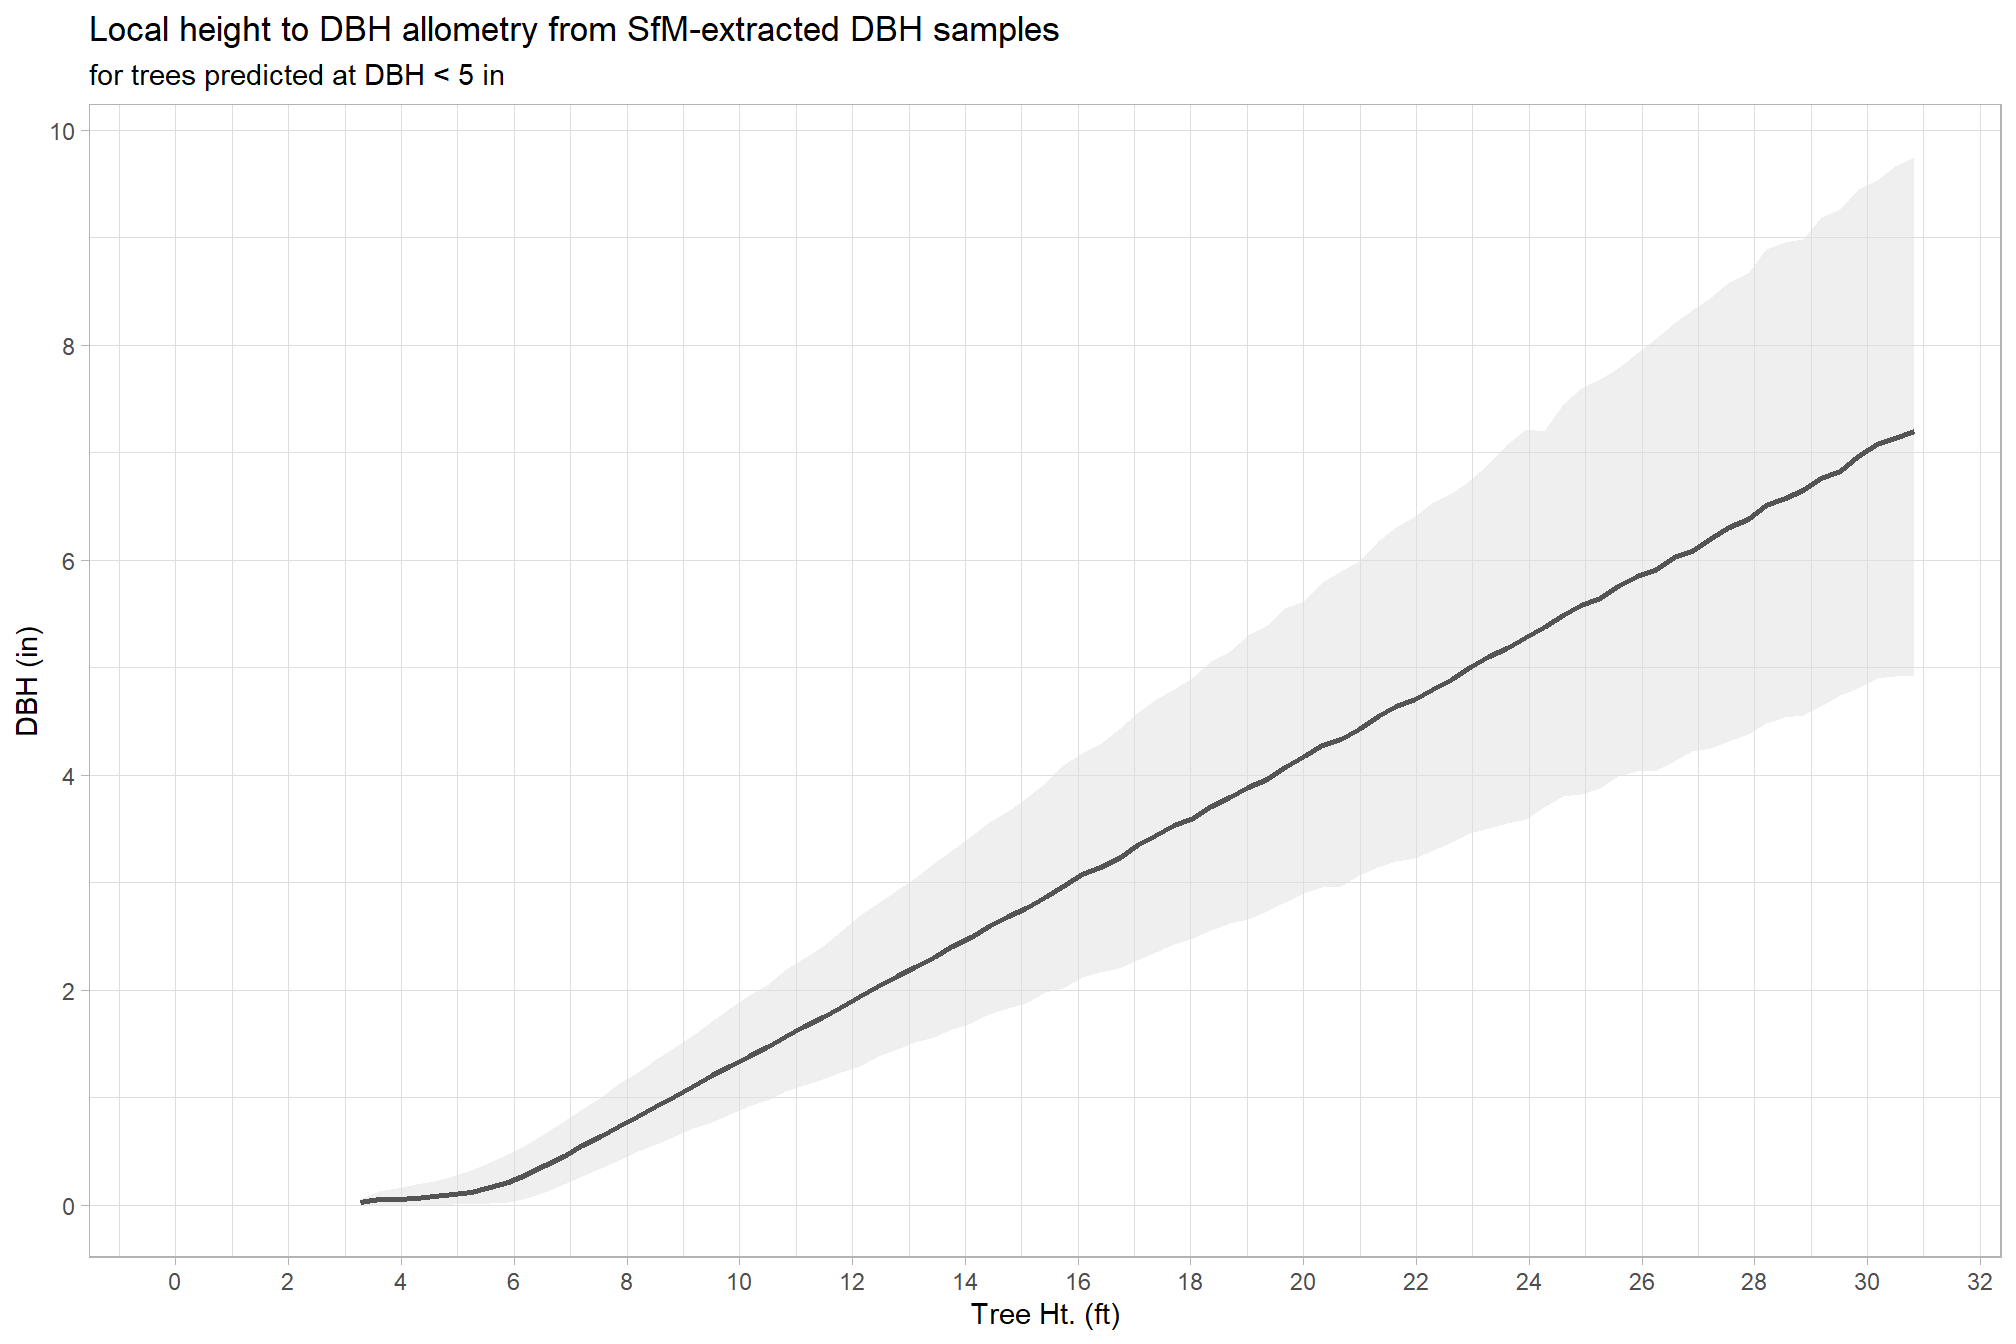 Local height to DBH allometry from SfM-extracted DBH samples
for trees predicted at DBH < 5 in
10
8
6
4
2
0
DBH (in)
0 2 4 6 8 10 12 14 16 18 20 22 24 26 28 30 32
Tree Ht. (ft)